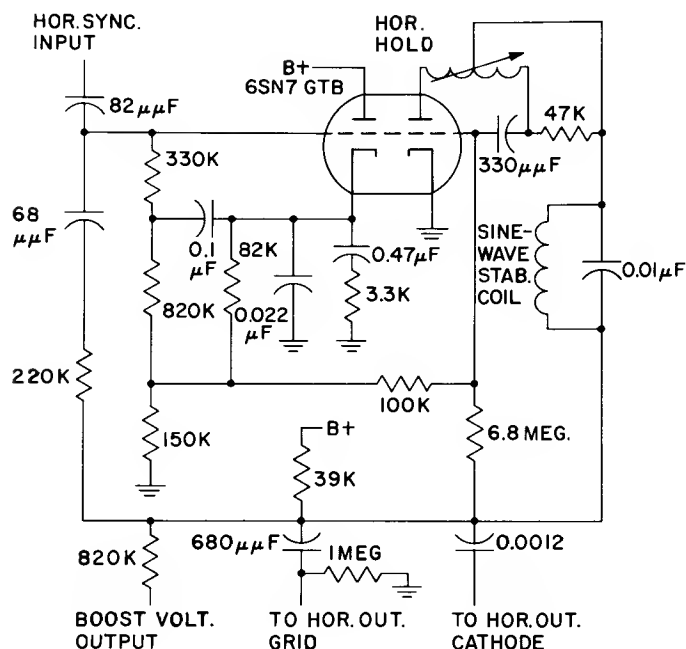 HOR. SYNC.
INPUT
HOR.
HOLD
B+
6SN7 GTB
82μμF
47K
330K
330μμF
68
μμF
0.1
μF
82K
0.47μF
SINE-
WAVE
STAB.
COIL
0.01μF
820K
0.022
μF
3.3K
220K
100K
150K
B+
6.8 MEG.
39K
820K
680μμF
1 MEG
0.0012
BOOST VOLT.
OUTPUT
TO HOR. OUT.
GRID
TO HOR. OUT.
CATHODE